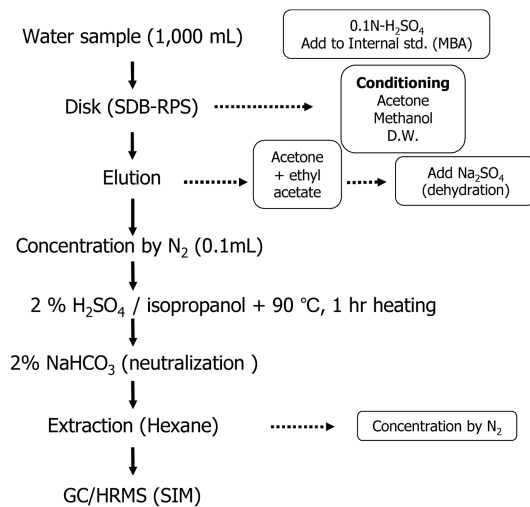 Water sample (1,000 mL)
0.1N-H₂SO₄
Add to Internal std. (MBA)
Disk (SDB-RPS)
Conditioning
Acetone
Methanol
D.W.
Elution
Acetone
+ ethyl
acetate
Add Na₂SO₄
(dehydration)
Concentration by N₂ (0.1mL)
2 % H₂SO₄ / isopropanol + 90 ℃, 1 hr heating
2% NaHCO₃ (neutralization )
Extraction (Hexane)
Concentration by N₂
GC/HRMS (SIM)